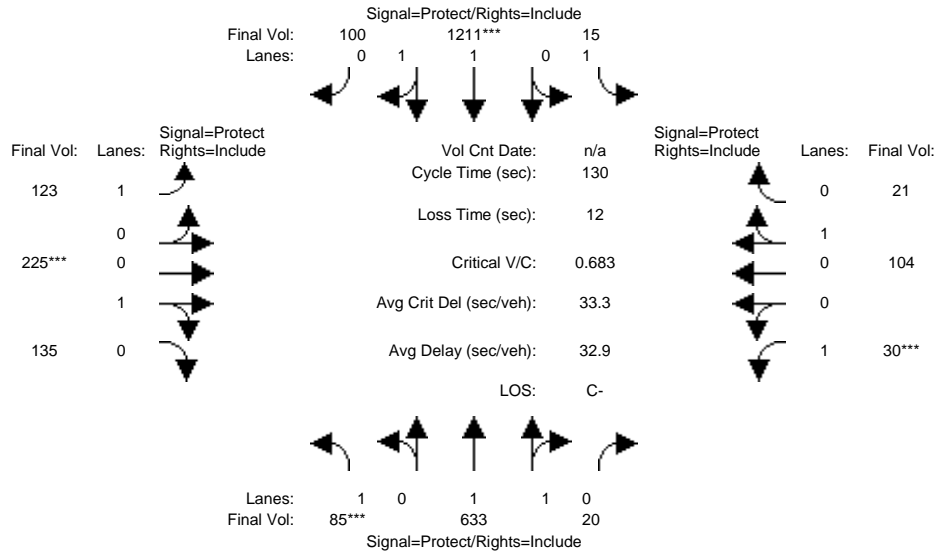 Signal=Protect/Rights=Include
Final Vol: 100 1211*** 15
Lanes: 0 1 1 0 1
Signal=Protect
Final Vol: Lanes: Rights=Include
Vol Cnt Date: n/a
Signal=Protect
Rights=Include Lanes: Final Vol:
Cycle Time (sec): 130
123 1
0 21
Loss Time (sec): 12
0
1
225*** 0
Critical V/C: 0.683
0 104
1
Avg Crit Del (sec/veh): 33.3
0
135 0
Avg Delay (sec/veh): 32.9
1 30***
LOS: C-
Lanes: 1 0 1 1 0
Final Vol: 85*** 633 20
Signal=Protect/Rights=Include